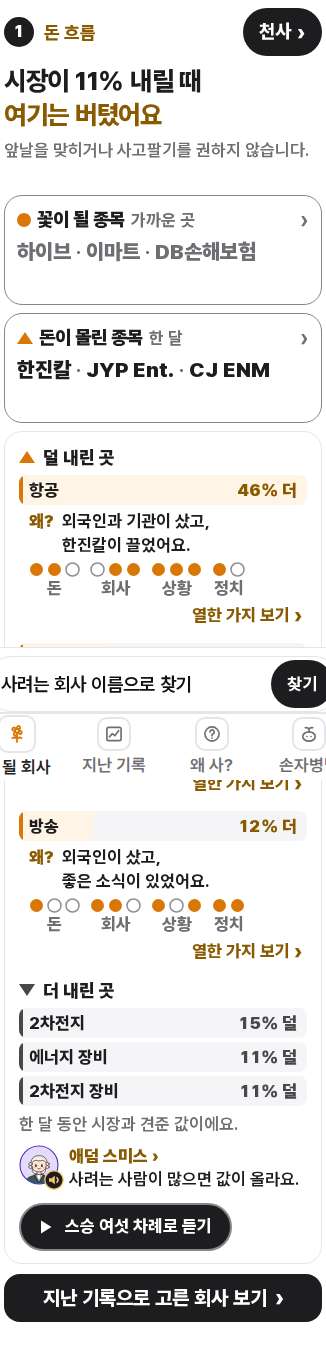 1 돈 흐름
천사 ›
시장이 11% 내릴 때
여기는 버텼어요
앞날을 맞히거나 사고팔기를 권하지 않습니다.
꽃이 될 종목 가까운 곳 ›
하이브 · 이마트 · DB손해보험
돈이 몰린 종목 한 달 ›
한진칼 · JYP Ent. · CJ ENM
덜 내린 곳
항공 46% 더
왜? 외국인과 기관이 샀고,
한진칼이 끌었어요.
돈 회사 상황 정치
열한 가지 보기 ›
사려는 회사 이름으로 찾기 찾기
될 회사 지난 기록 왜 사? 손자병
열한 가지 보기 ›
방송 12% 더
왜? 외국인이 샀고,
좋은 소식이 있었어요.
돈 회사 상황 정치
열한 가지 보기 ›
더 내린 곳
2차전지 15% 덜
에너지 장비 11% 덜
2차전지 장비 11% 덜
한 달 동안 시장과 견준 값이에요.
애덤 스미스 ›
사려는 사람이 많으면 값이 올라요.
스승 여섯 차례로 듣기
지난 기록으로 고른 회사 보기 ›